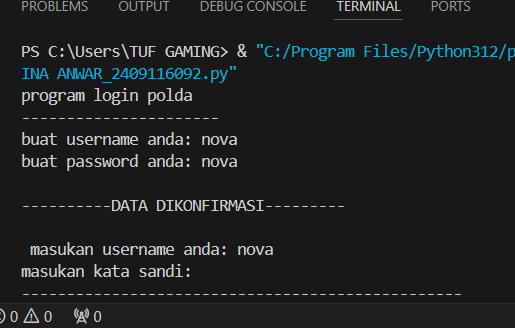 PROBLEMS OUTPUT DEBUG CONSOLE TERMINAL PORTS
PS C:\Users\TUF GAMING> & "C:/Program Files/Python312/p
INA ANWAR_2409116092.py"
program login polda
----------------------
buat username anda: nova
buat password anda: nova
----------DATA DIKONFIRMASI---------
masukan username anda: nova
masukan kata sandi:
-------------------------------------------------
0 0 0